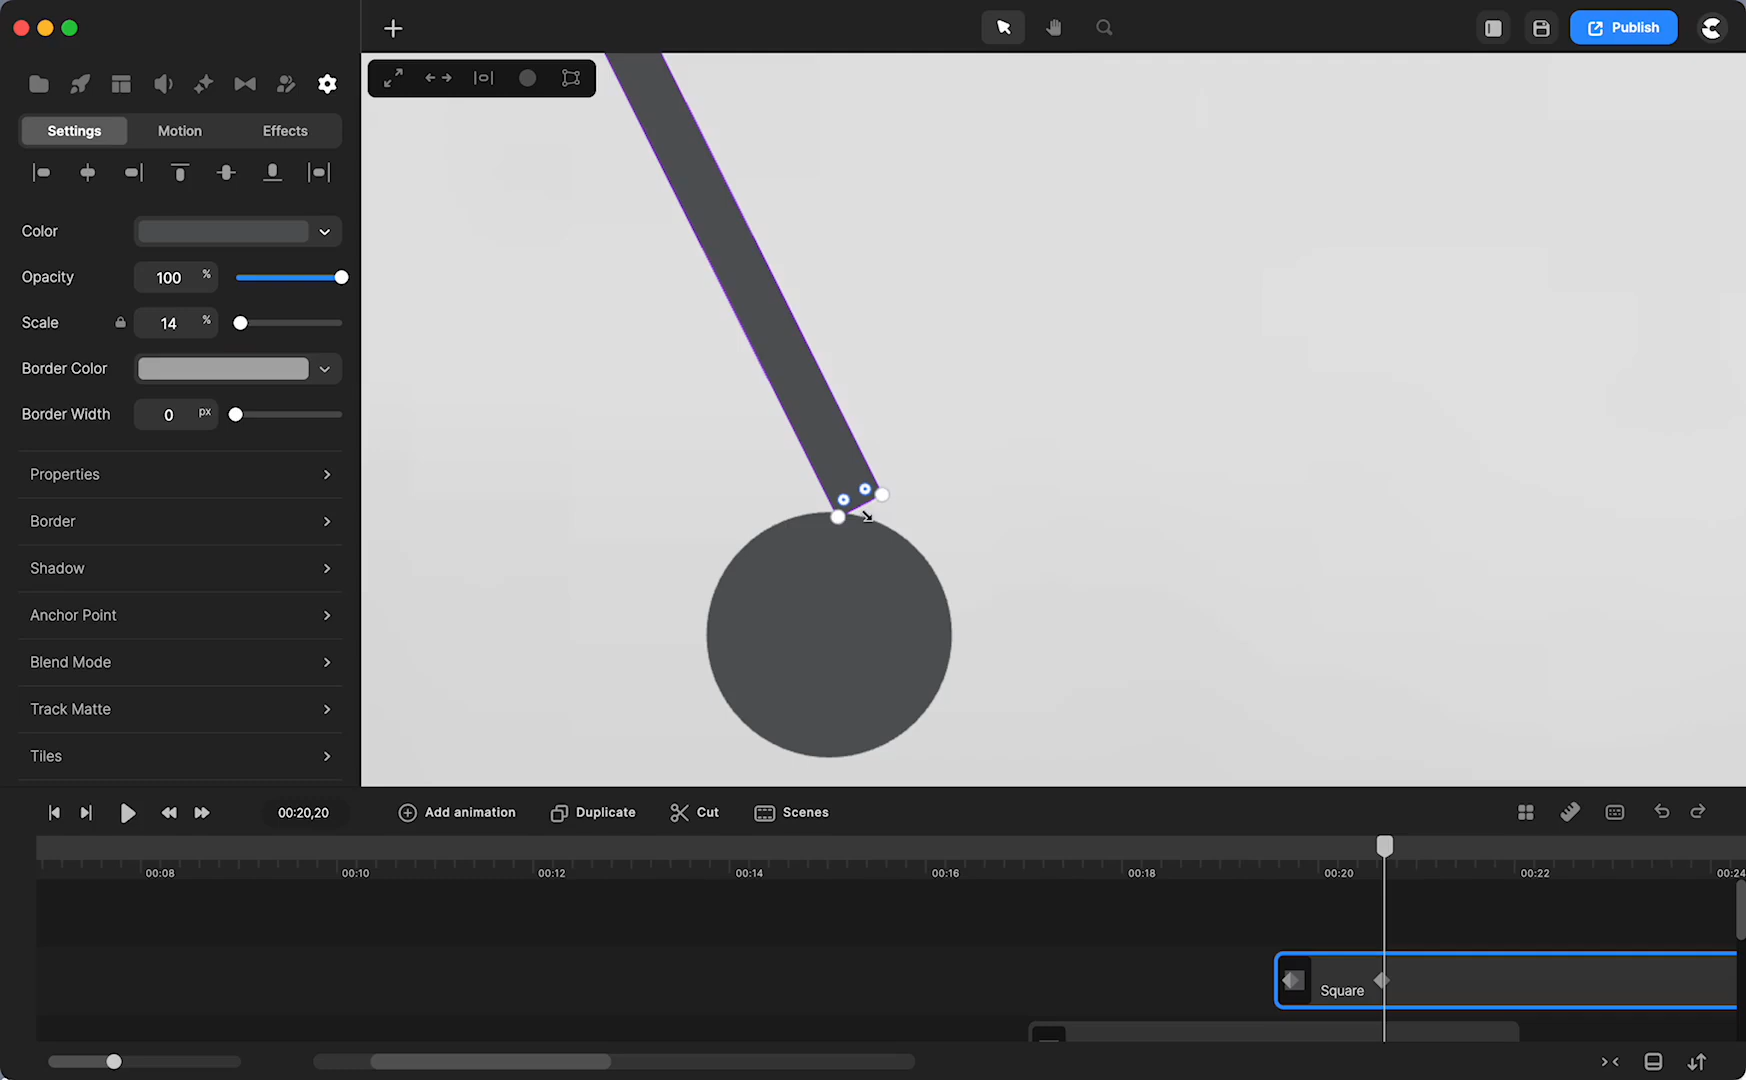 Publish
Settings
Motion
Effects
Color
Opacity
100 %
Scale
14 %
Border Color
Border Width
0 px
Properties
Border
Shadow
Anchor Point
Blend Mode
Track Matte
Tiles
00:20,20
Add animation
Duplicate
Cut
Scenes
00:08
00:10
00:12
00:14
00:16
00:18
00:20
00:22
00:24
Square